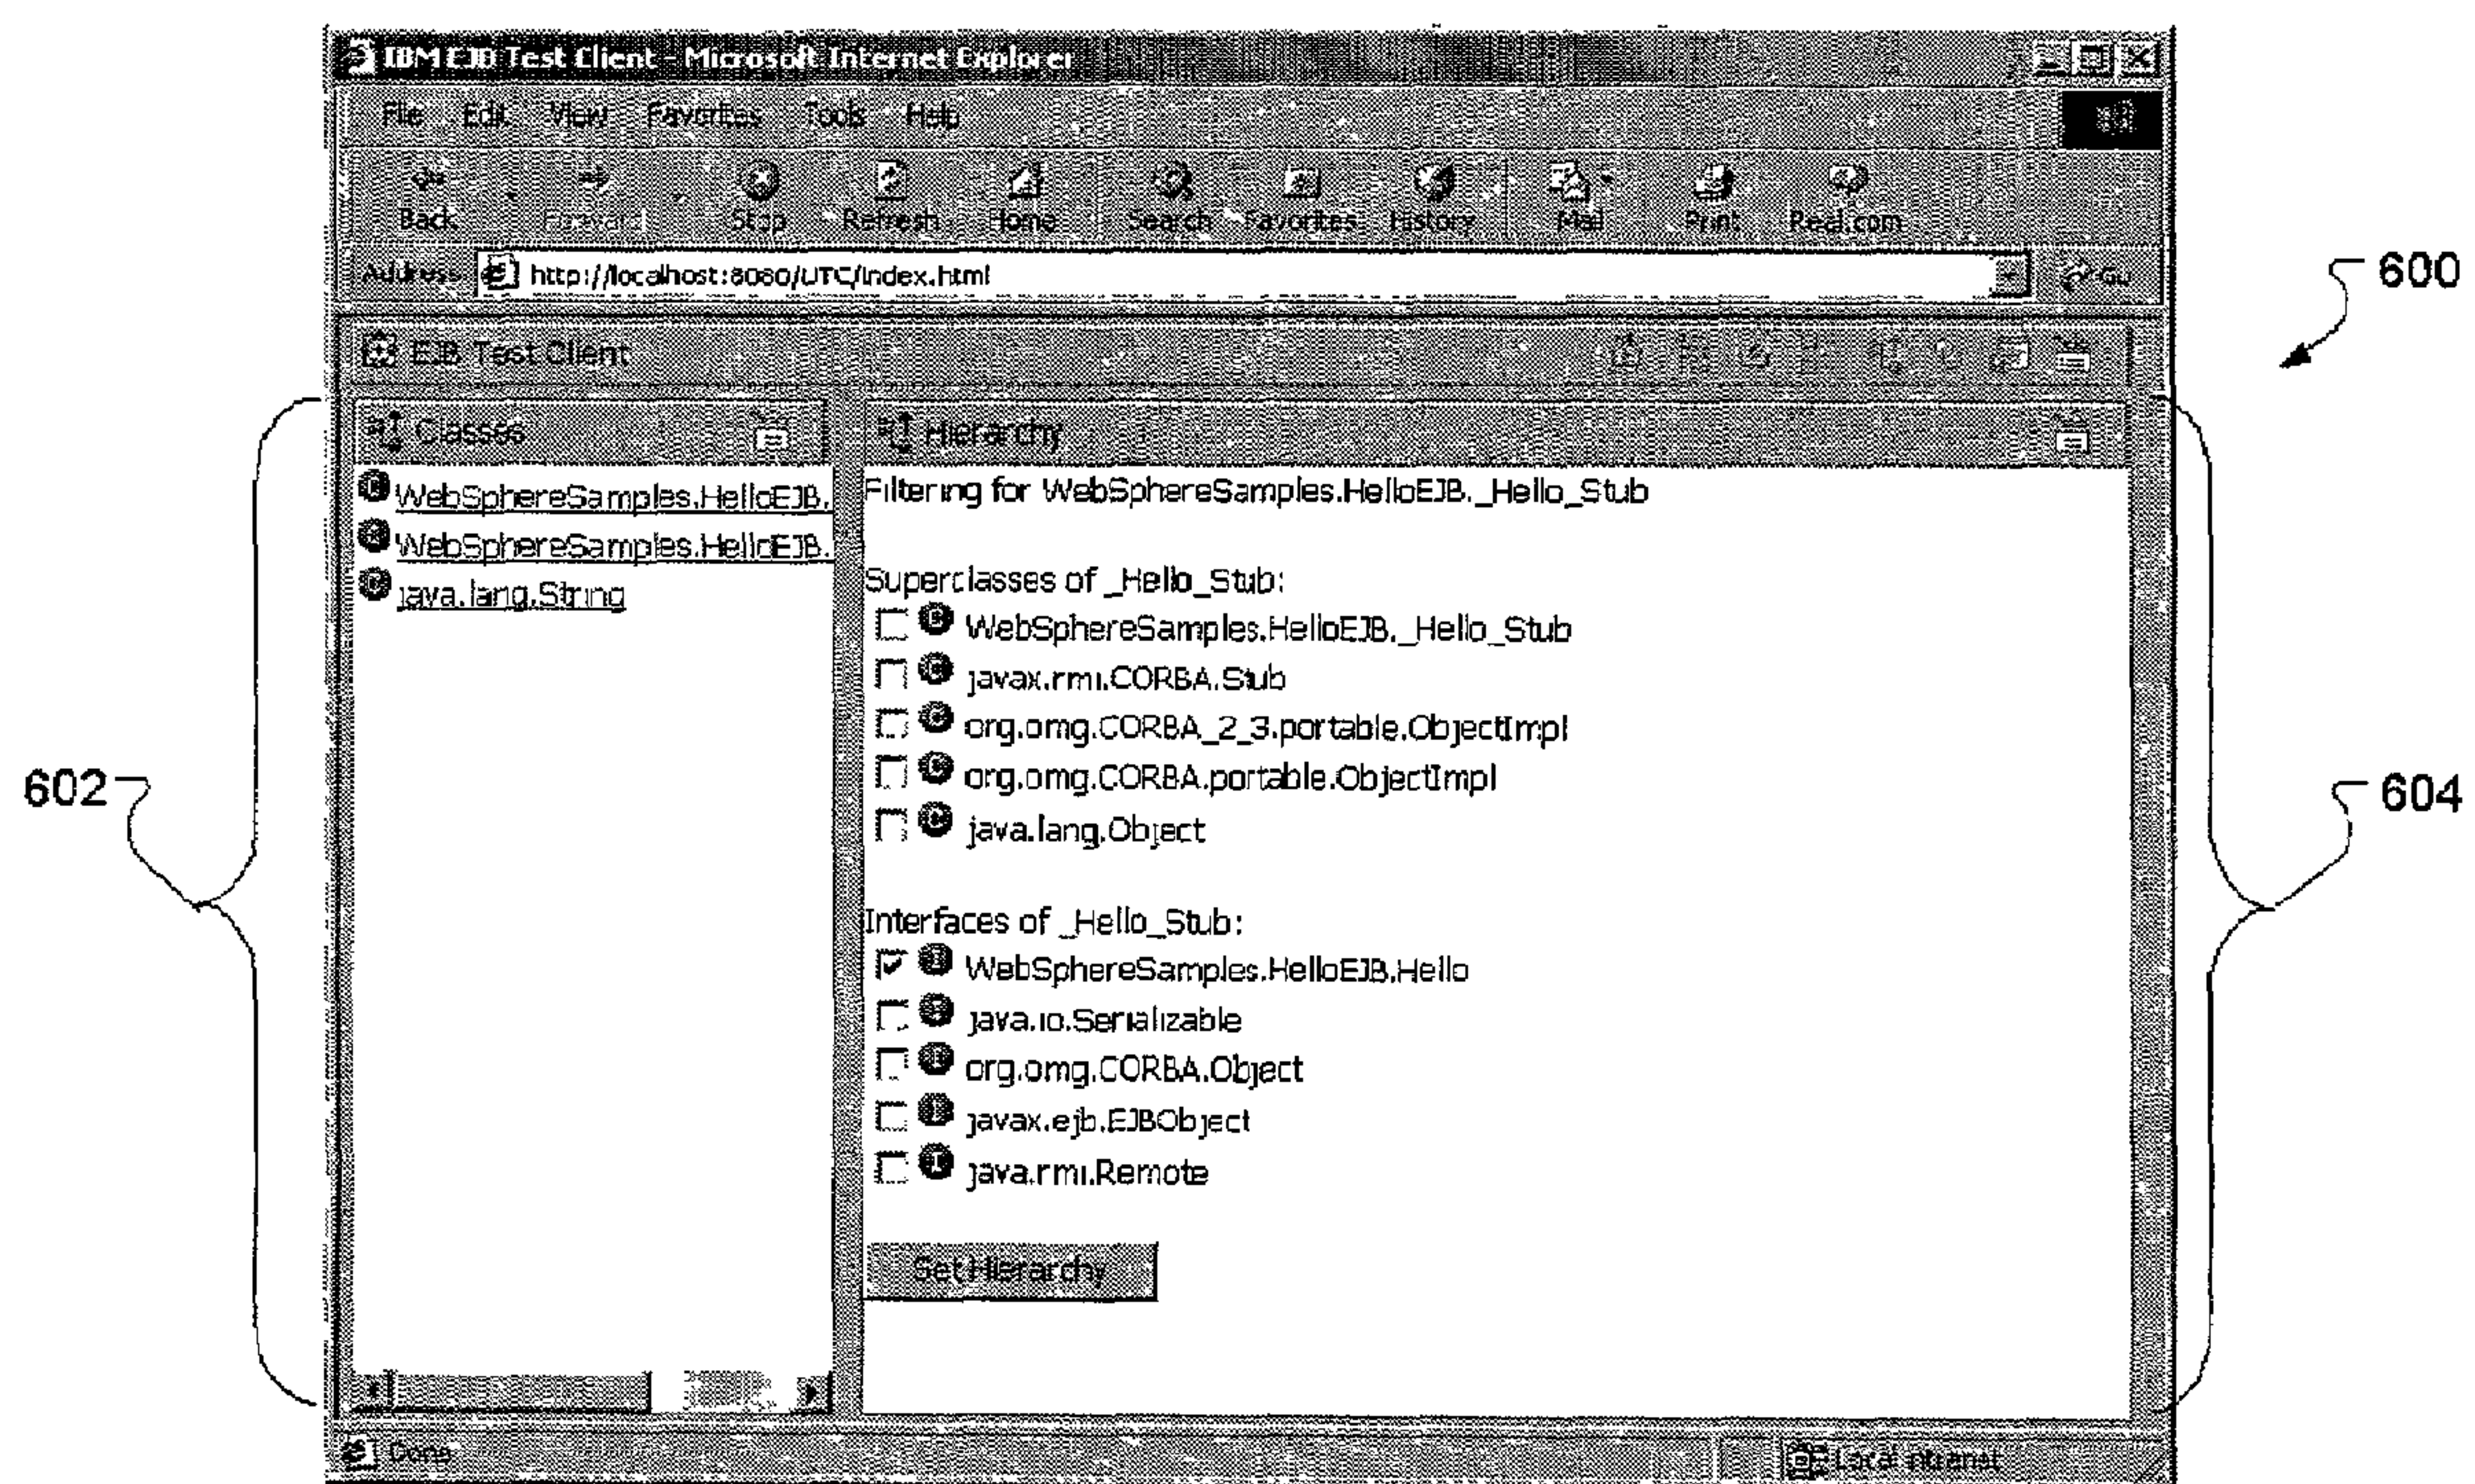 IBM EJB Test Client - Microsoft Internet Explorer
File Edit View Favorites Tools Help
Back Forward Stop Refresh Home Search Favorites History Mail Print Real.com
Address http://localhost:8080/UTC/index.html Go
600
EJB Test Client
Classes
Hierarchy
WebSphereSamples.HelloEJB.
WebSphereSamples.HelloEJB.
java.lang.String
Filtering for WebSphereSamples.HelloEJB._Hello_Stub
Superclasses of _Hello_Stub:
WebSphereSamples.HelloEJB._Hello_Stub
javax.rmi.CORBA.Stub
org.omg.CORBA_2_3.portable.ObjectImpl
org.omg.CORBA.portable.ObjectImpl
java.lang.Object
602
604
Interfaces of _Hello_Stub:
WebSphereSamples.HelloEJB.Hello
java.io.Serializable
org.omg.CORBA.Object
javax.ejb.EJBObject
java.rmi.Remote
Set Hierarchy
Done
Local intranet